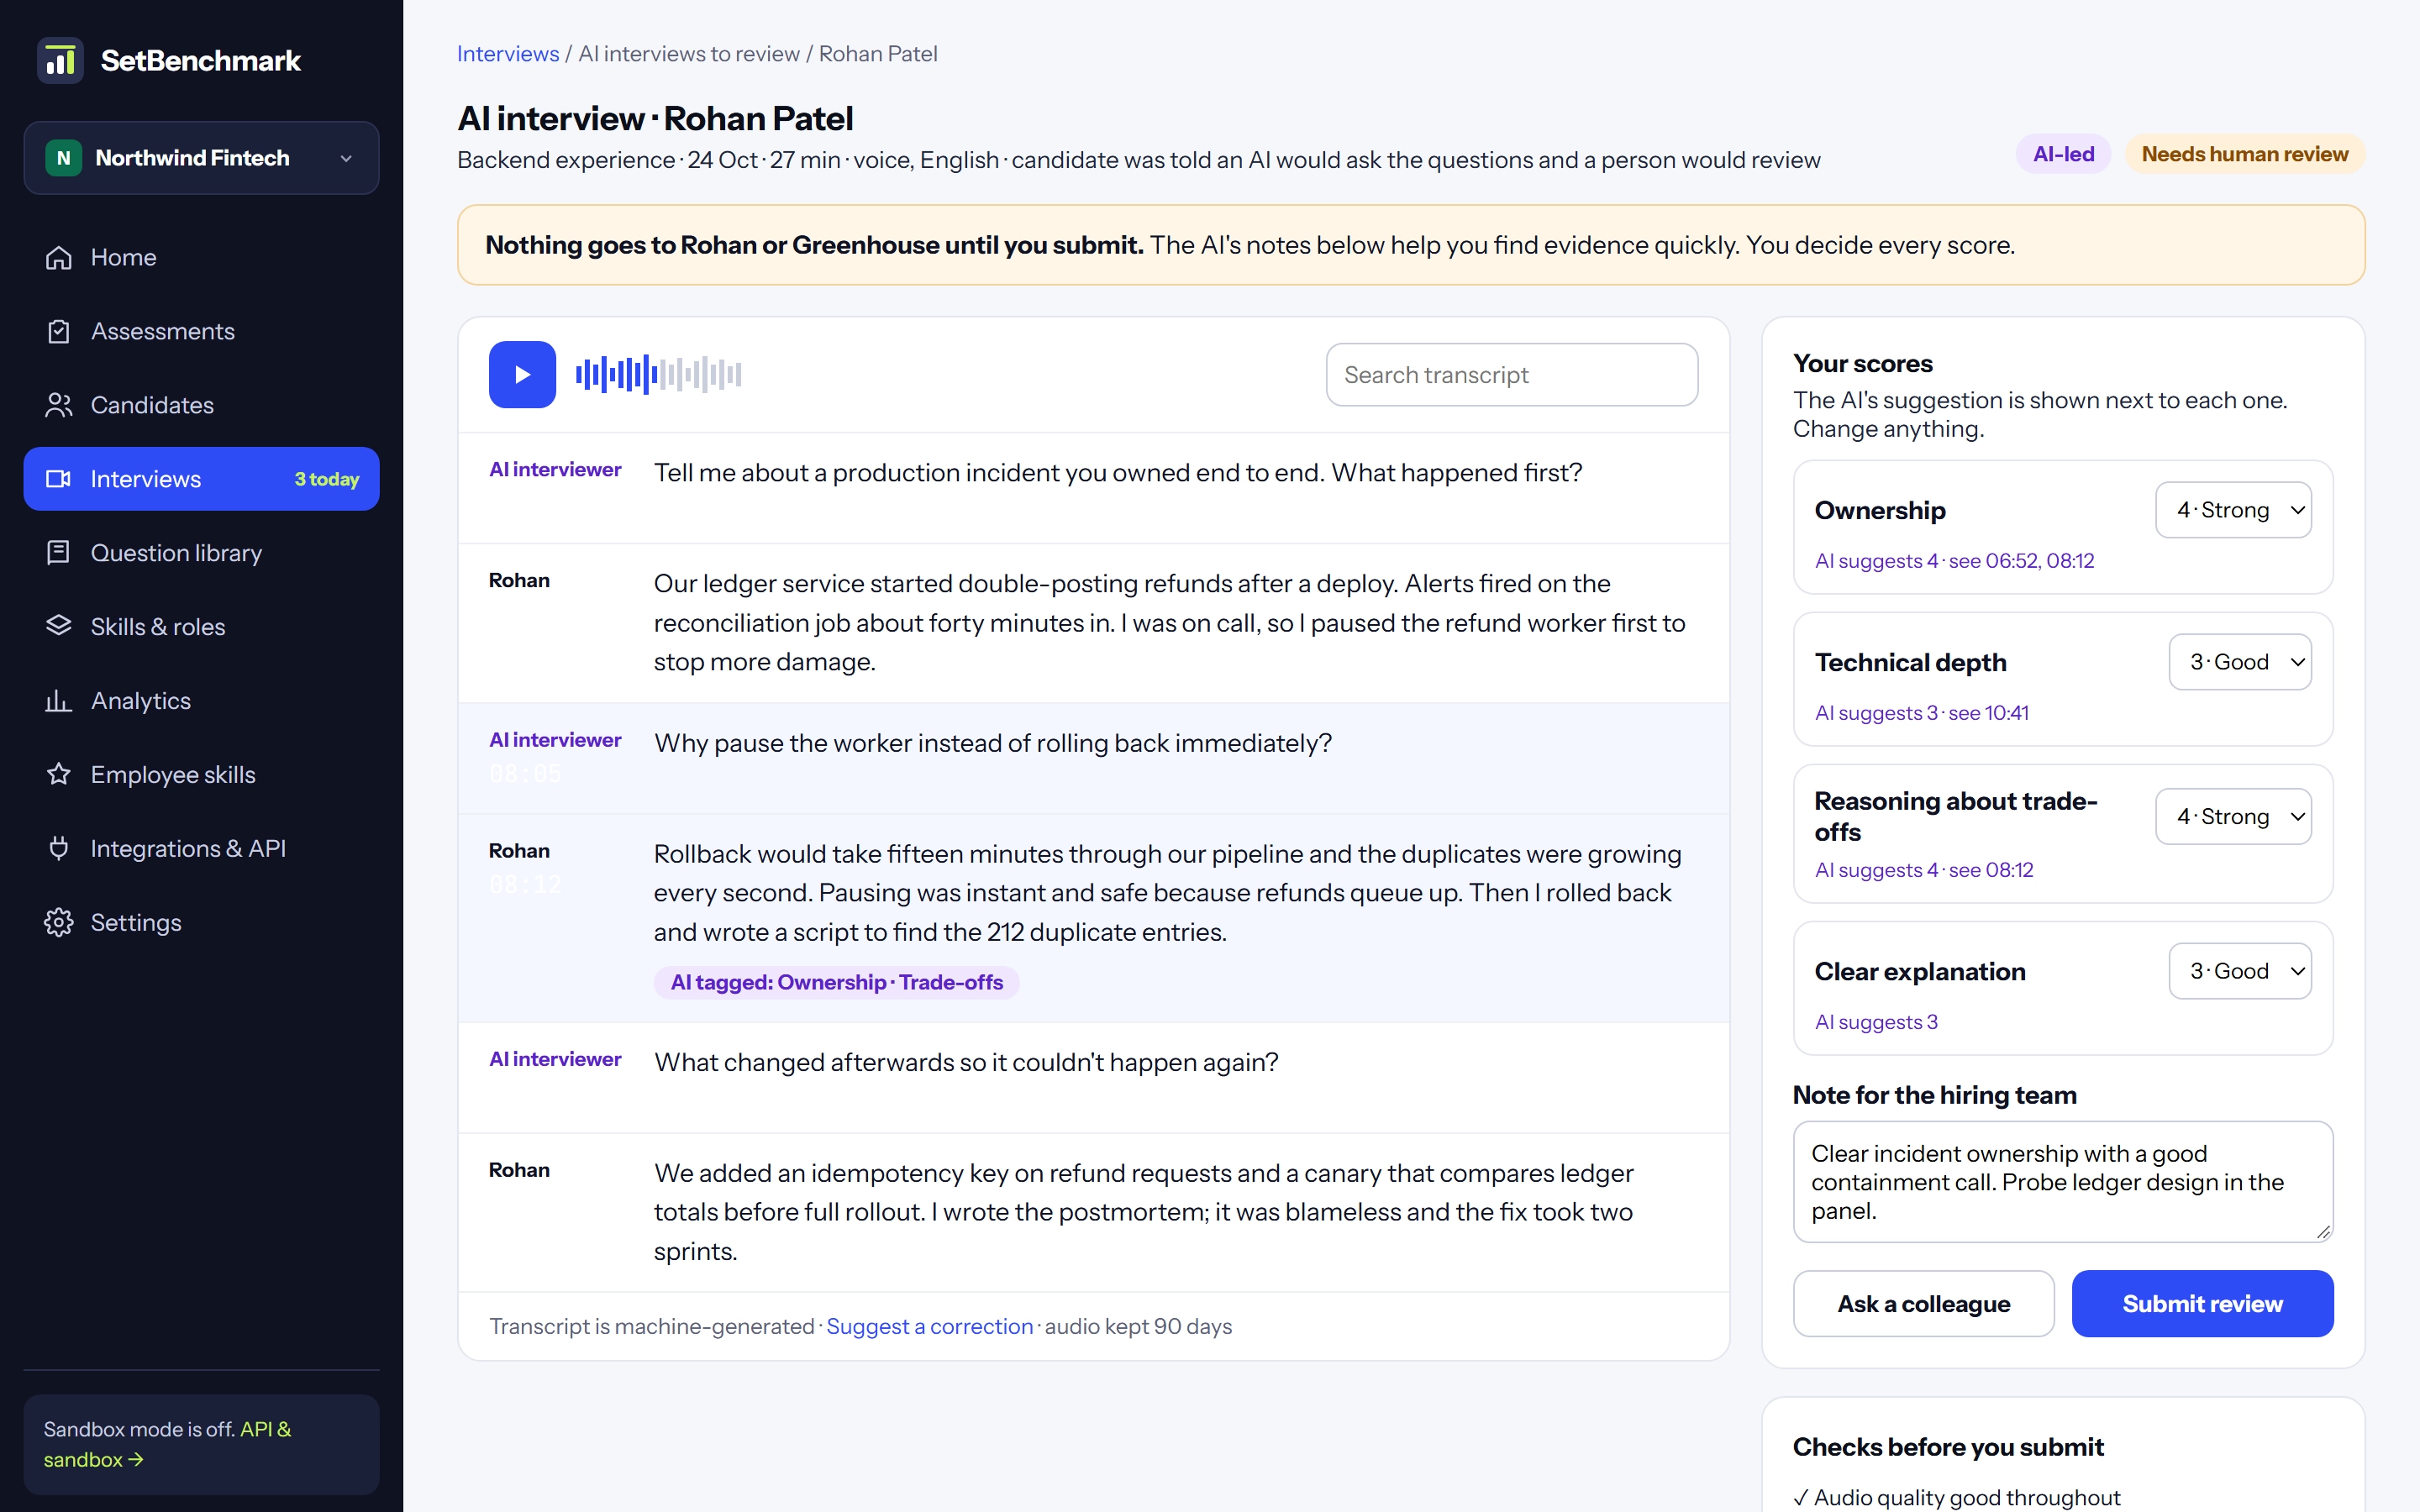 SetBenchmark
N Northwind Fintech
Home
Assessments
Candidates
Interviews 3 today
Question library
Skills & roles
Analytics
Employee skills
Integrations & API
Settings
Sandbox mode is off. API &
sandbox →
Interviews / AI interviews to review / Rohan Patel
AI interview · Rohan Patel
Backend experience · 24 Oct · 27 min · voice, English · candidate was told an AI would ask the questions and a person would review
AI-led
Needs human review
Nothing goes to Rohan or Greenhouse until you submit. The AI's notes below help you find evidence quickly. You decide every score.
Search transcript
AI interviewer
Tell me about a production incident you owned end to end. What happened first?
Rohan
Our ledger service started double-posting refunds after a deploy. Alerts fired on the
reconciliation job about forty minutes in. I was on call, so I paused the refund worker first to
stop more damage.
AI interviewer
08:05
Why pause the worker instead of rolling back immediately?
Rohan
08:12
Rollback would take fifteen minutes through our pipeline and the duplicates were growing
every second. Pausing was instant and safe because refunds queue up. Then I rolled back
and wrote a script to find the 212 duplicate entries.
AI tagged: Ownership · Trade-offs
AI interviewer
What changed afterwards so it couldn't happen again?
Rohan
We added an idempotency key on refund requests and a canary that compares ledger
totals before full rollout. I wrote the postmortem; it was blameless and the fix took two
sprints.
Transcript is machine-generated · Suggest a correction · audio kept 90 days
Your scores
The AI's suggestion is shown next to each one.
Change anything.
Ownership
4 · Strong
AI suggests 4 · see 06:52, 08:12
Technical depth
3 · Good
AI suggests 3 · see 10:41
Reasoning about trade-
offs
4 · Strong
AI suggests 4 · see 08:12
Clear explanation
3 · Good
AI suggests 3
Note for the hiring team
Clear incident ownership with a good
containment call. Probe ledger design in the
panel.
Ask a colleague
Submit review
Checks before you submit
✓ Audio quality good throughout